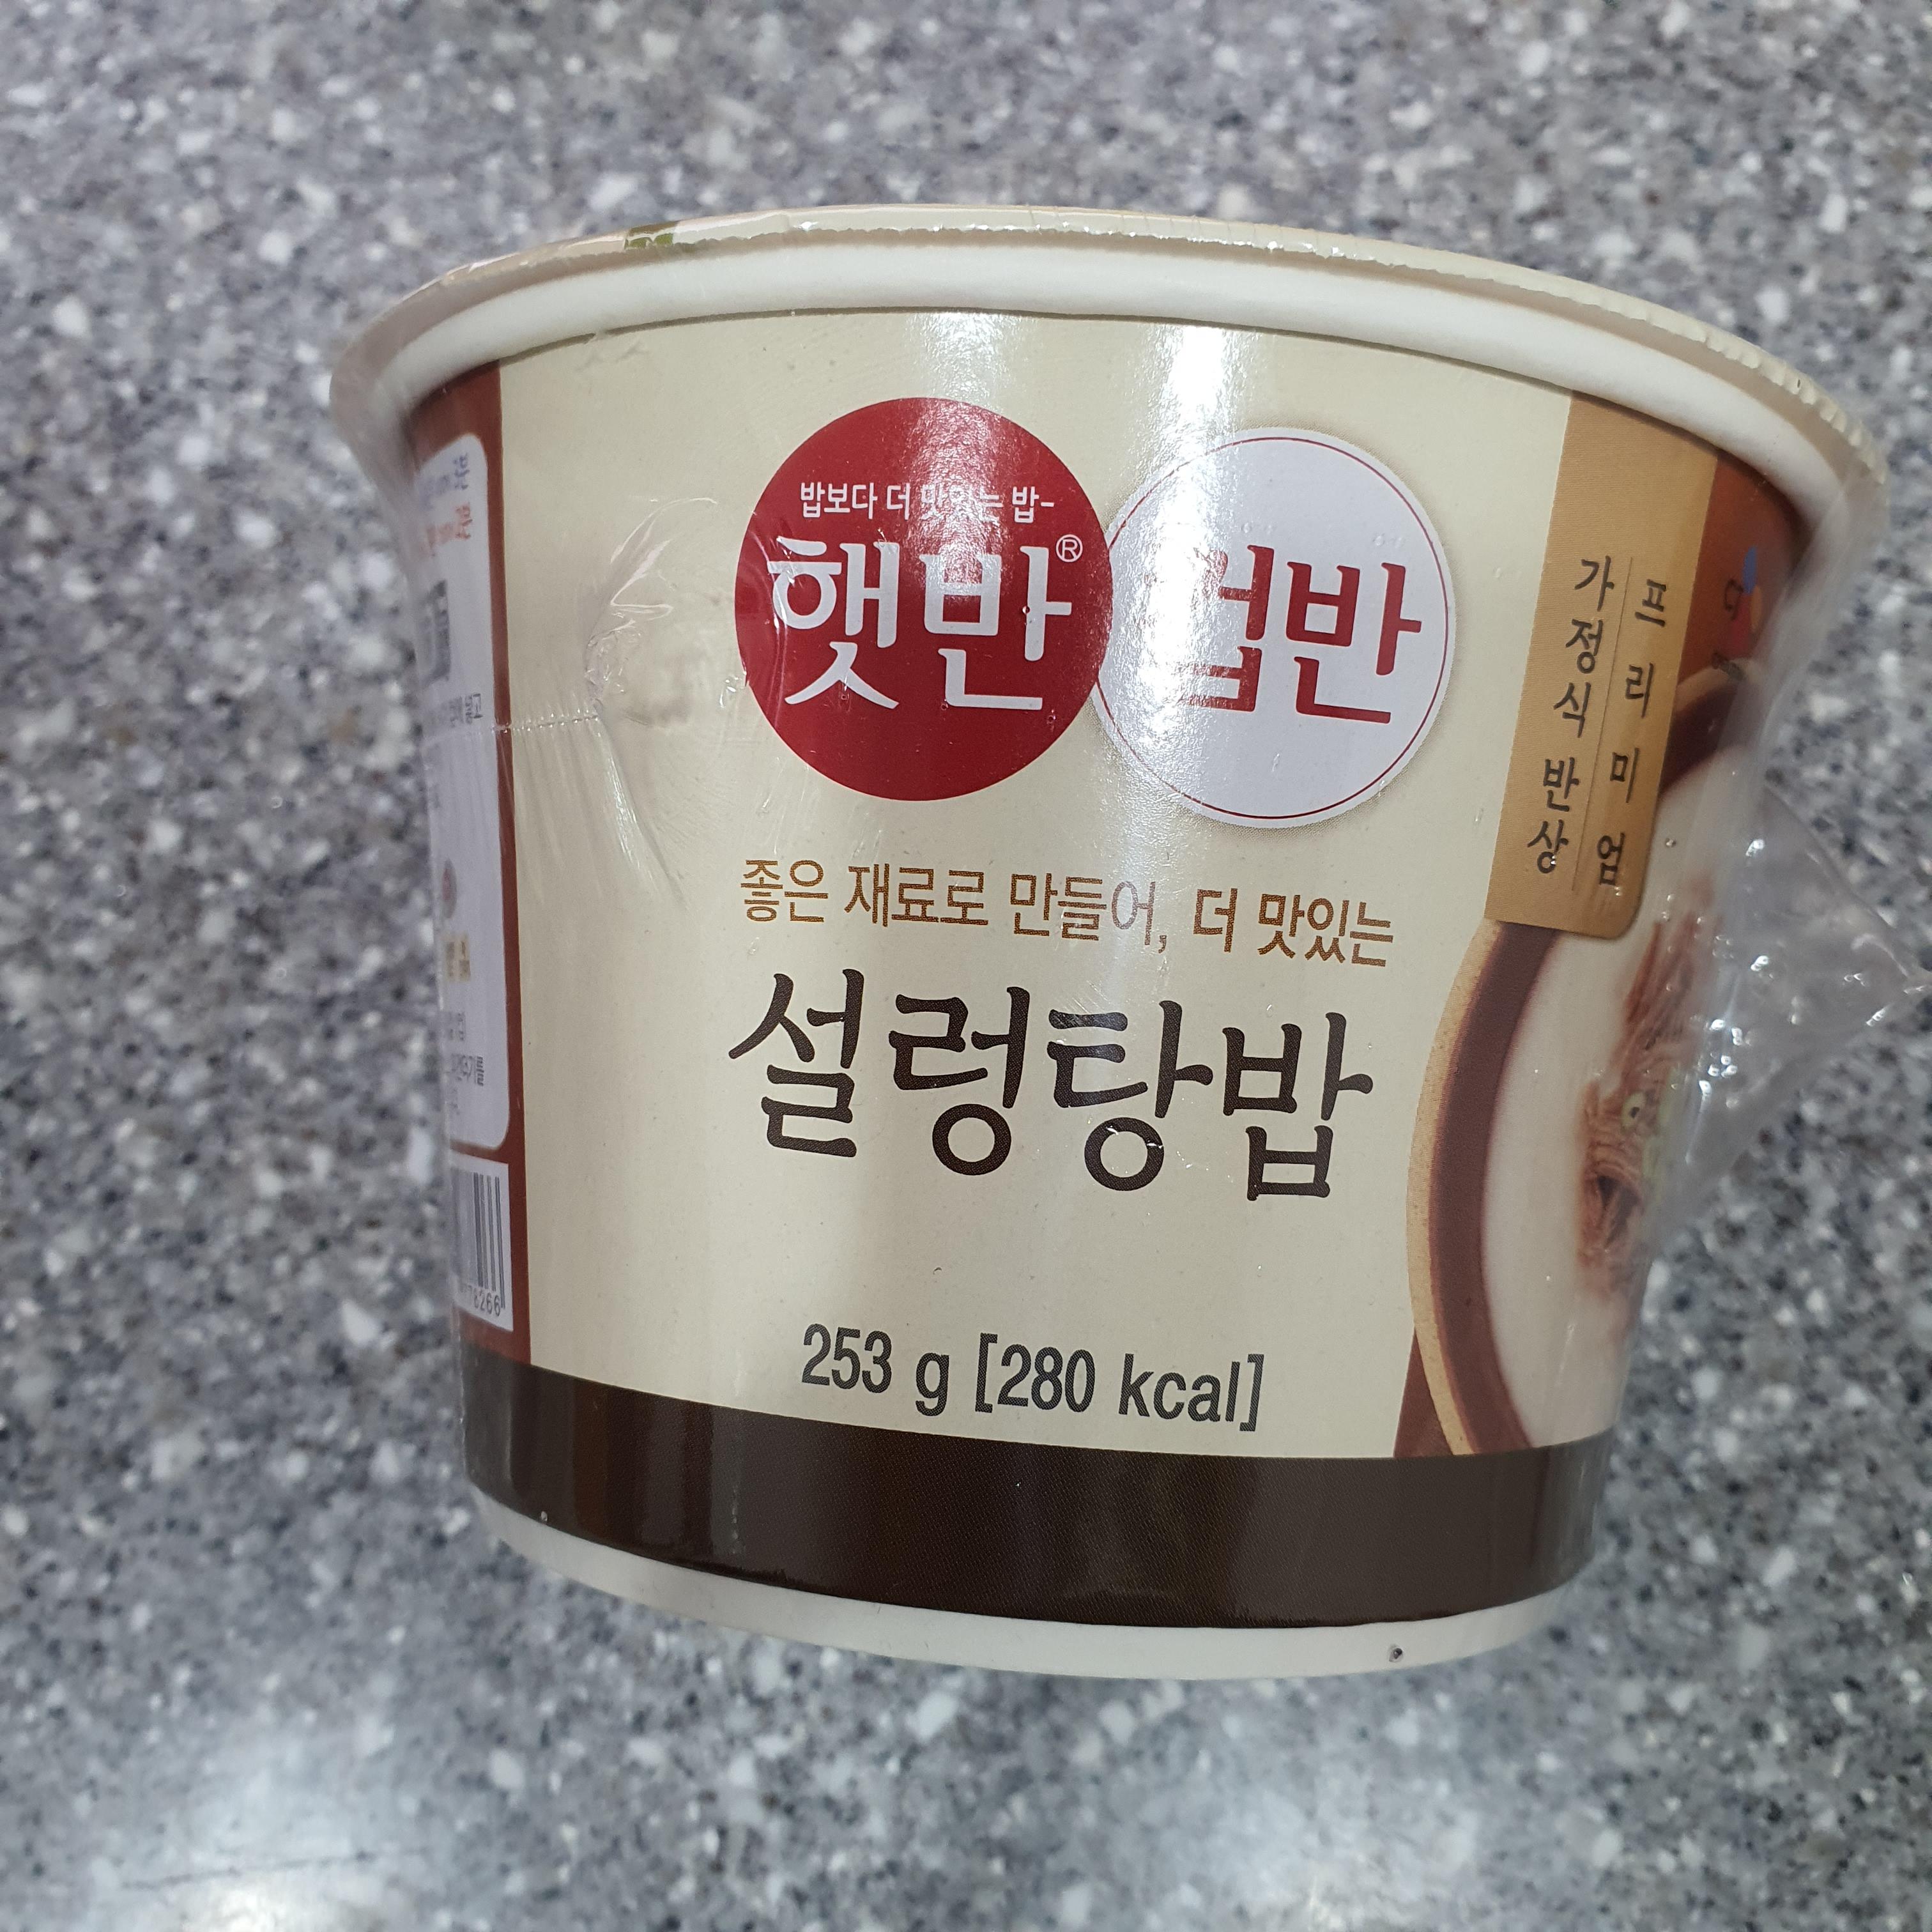 밥보다 더 맛있는 밥-
햇반®
컵반
프리미엄
가정식 반상
좋은 재료로 만들어, 더 맛있는
설렁탕밥
253 g [280 kcal]
78266